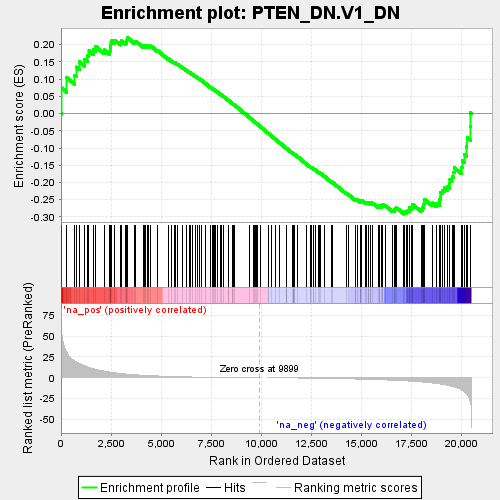 Enrichment plot: PTEN_DN.V1_DN
Enrichment score (ES)
0.20
0.15
0.10
0.05
0.00
-0.05
-0.10
-0.15
-0.20
-0.25
-0.30
'na_pos' (positively correlated)
Ranked list metric (PreRanked)
75
50
25
0
-25
-50
Zero cross at 9899
'na_neg' (negatively correlated)
0
2,500
5,000
7,500
10,000
12,500
15,000
17,500
20,000
Rank in Ordered Dataset
Enrichment profile
Hits
Ranking metric scores